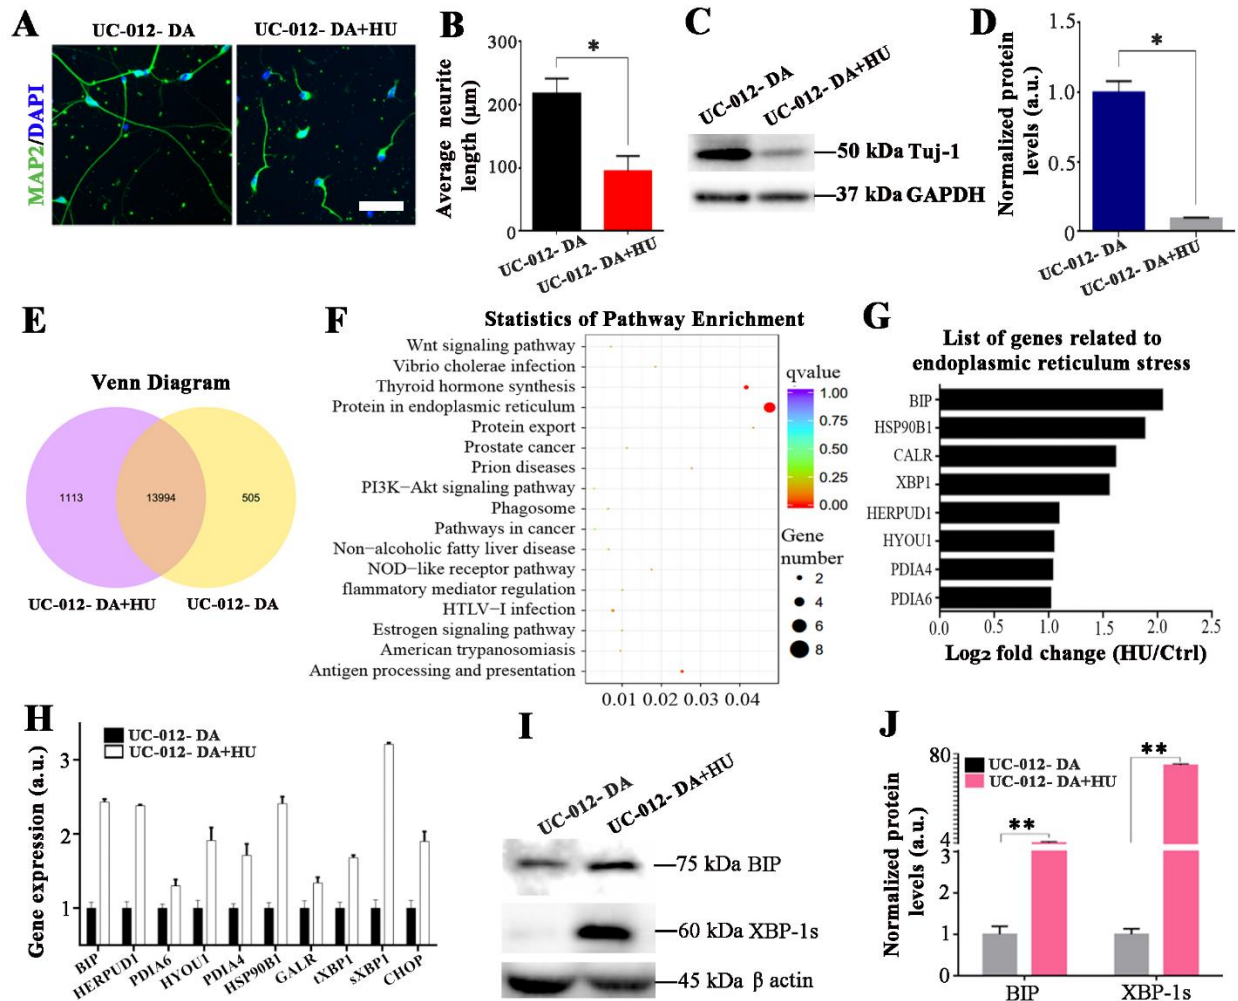 A
UC-012- DA
UC-012- DA+HU
MAP2/DAPI
B
Average neurite
length (µm)
300
200
100
0
*
UC-012- DA
UC-012- DA+HU
C
UC-012- DA
UC-012- DA+HU
50 kDa Tuj-1
37 kDa GAPDH
D
Normalized protein
levels (a.u.)
1.5
1.0
0.5
0
*
UC-012- DA
UC-012- DA+HU
E
Venn Diagram
1113
13994
505
UC-012- DA+HU
UC-012- DA
F
Statistics of Pathway Enrichment
Wnt signaling pathway
Vibrio cholerae infection
Thyroid hormone synthesis
Protein in endoplasmic reticulum
Protein export
Prostate cancer
Prion diseases
PI3K−Akt signaling pathway
Phagosome
Pathways in cancer
Non−alcoholic fatty liver disease
NOD−like receptor pathway
flammatory mediator regulation
HTLV−I infection
Estrogen signaling pathway
American trypanosomiasis
Antigen processing and presentation
0.01 0.02 0.03 0.04
qvalue
1.00
0.75
0.50
0.25
0.00
Gene
number
2
4
6
8
G
List of genes related to
endoplasmic reticulum stress
BIP
HSP90B1
CALR
XBP1
HERPUD1
HYOU1
PDIA4
PDIA6
0.0 0.5 1.0 1.5 2.0 2.5
Log2 fold change (HU/Ctrl)
H
Gene expression (a.u.)
UC-012- DA
UC-012- DA+HU
3
2
1
BIP
HERPUD1
PDIA6
HYOU1
PDIA4
HSP90B1
GALR
tXBP1
sXBP1
CHOP
I
UC-012- DA
UC-012- DA+HU
75 kDa BIP
60 kDa XBP-1s
45 kDa β actin
J
Normalized protein
levels (a.u.)
80
4
3
2
1
0
UC-012- DA
UC-012- DA+HU
**
**
BIP
XBP-1s